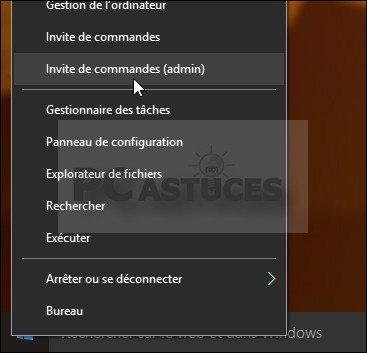 Gestion de l'ordinateur
Invite de commandes
Invite de commandes (admin)
Gestionnaire des tâches
Panneau de configuration
Explorateur de fichiers
PC ASTUCES
Rechercher
Exécuter
Arrêter ou se déconnecter
Bureau
Rechercher sur le web et dans Windows